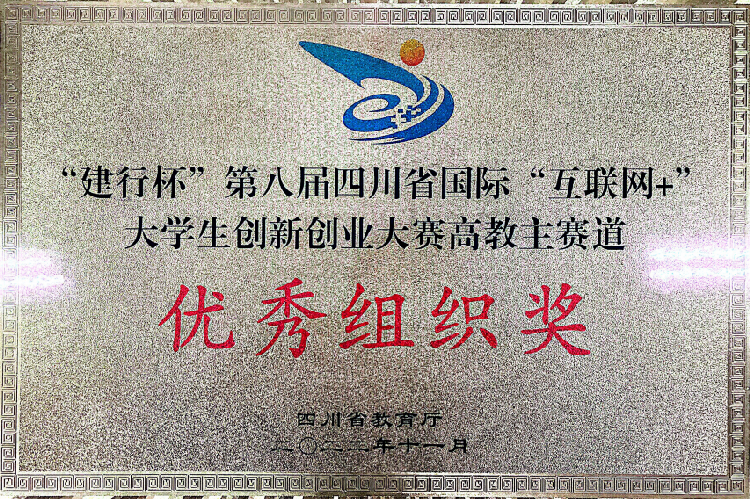 “建行杯”第八届四川省国际“互联网+”
大学生创新创业大赛高教主赛道
优秀组织奖
四川省教育厅
二〇二二年十一月